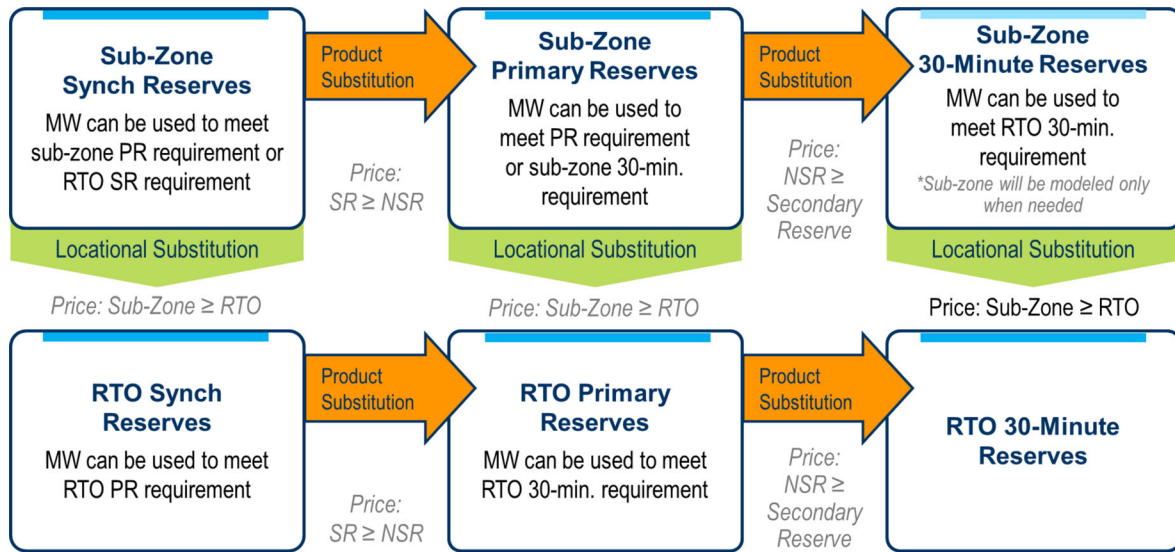 Sub-Zone
Synch Reserves
MW can be used to meet
sub-zone PR requirement or
RTO SR requirement
Product
Substitution
Price:
SR ≥ NSR
Sub-Zone
Primary Reserves
MW can be used to
meet PR requirement
or sub-zone 30-min.
requirement
Product
Substitution
Price:
NSR ≥
Secondary
Reserve
Sub-Zone
30-Minute Reserves
MW can be used to
meet RTO 30-min.
requirement
*Sub-zone will be modeled only
when needed
Locational Substitution
Locational Substitution
Locational Substitution
Price: Sub-Zone ≥ RTO
Price: Sub-Zone ≥ RTO
Price: Sub-Zone ≥ RTO
RTO Synch
Reserves
MW can be used to meet
RTO PR requirement
Product
Substitution
Price:
SR ≥ NSR
RTO Primary
Reserves
MW can be used to meet
RTO 30-min. requirement
Product
Substitution
Price:
NSR ≥
Secondary
Reserve
RTO 30-Minute
Reserves